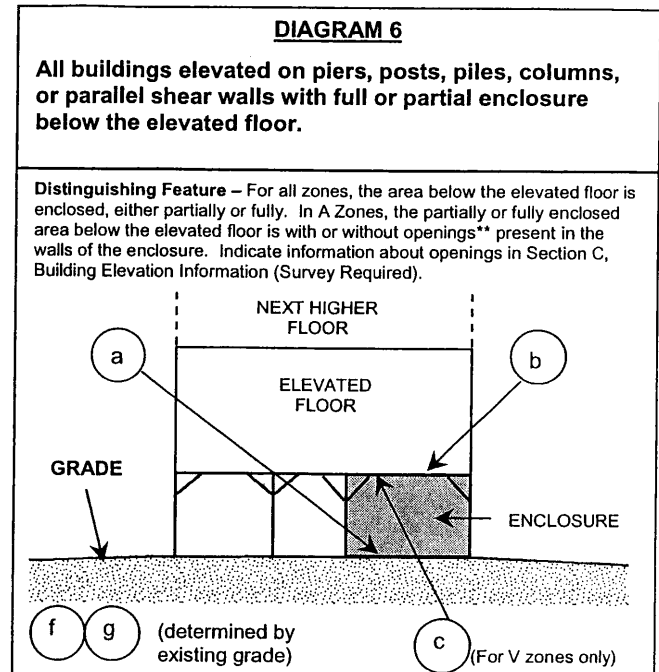 DIAGRAM 6
All buildings elevated on piers, posts, piles, columns,
or parallel shear walls with full or partial enclosure
below the elevated floor.
Distinguishing Feature – For all zones, the area below the elevated floor is
enclosed, either partially or fully. In A Zones, the partially or fully enclosed
area below the elevated floor is with or without openings** present in the
walls of the enclosure. Indicate information about openings in Section C,
Building Elevation Information (Survey Required).
NEXT HIGHER
FLOOR
a
b
ELEVATED
FLOOR
GRADE
ENCLOSURE
f g (determined by
existing grade)
c (For V zones only)